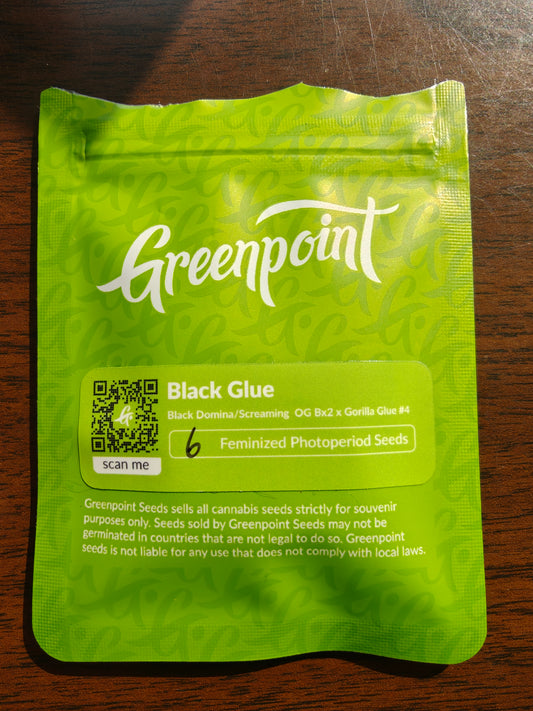 Greenpoint
Black Glue
Black Domina/Screaming OG Bx2 x Gorilla Glue #4
6 Feminized Photoperiod Seeds
scan me
Greenpoint Seeds sells all cannabis seeds strictly for souvenir
purposes only. Seeds sold by Greenpoint Seeds may not be
germinated in countries that are not legal to do so. Greenpoint
seeds is not liable for any use that does not comply with local laws.